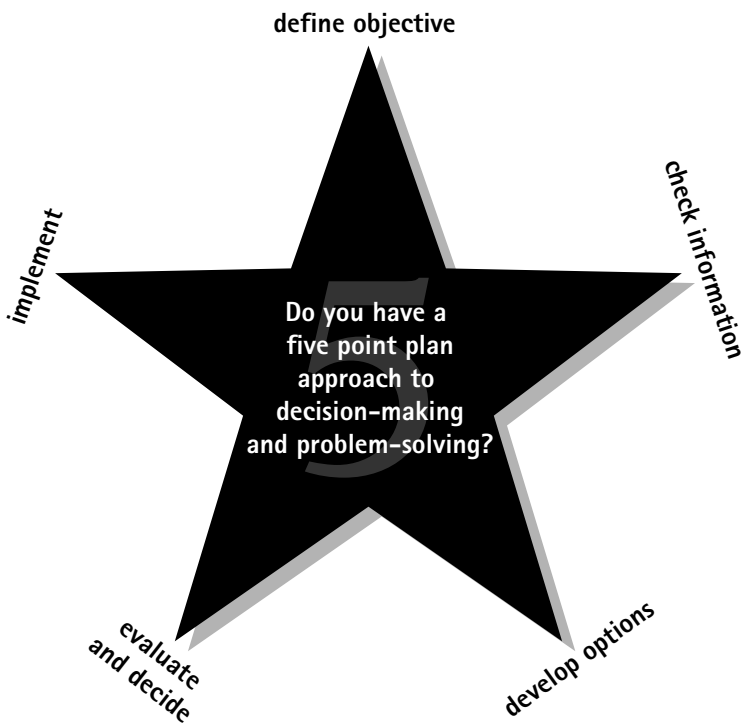 define objective
check information
develop options
evaluate
and decide
implement
5
Do you have a
five point plan
approach to
decision-making
and problem-solving?